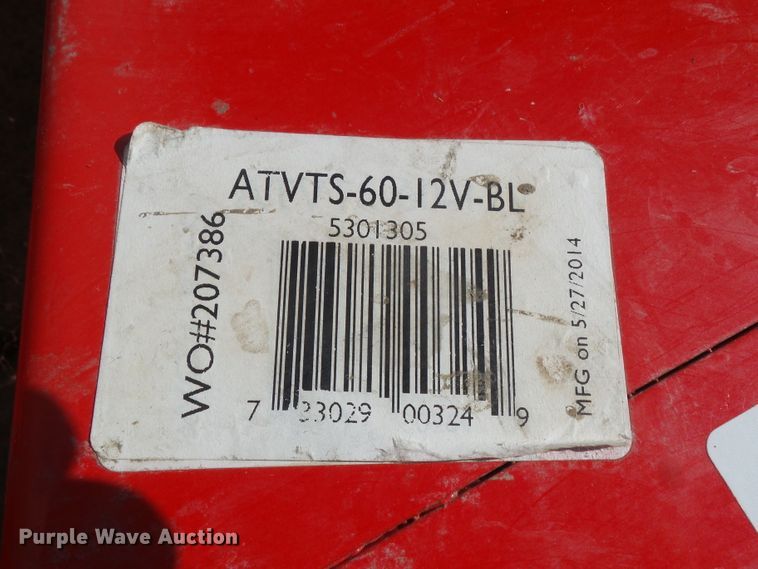 ATVTS-60-12V-BL
5301305
WO#207386
MFG on 5/27/2014
7 33029 00324 9
Purple Wave Auction